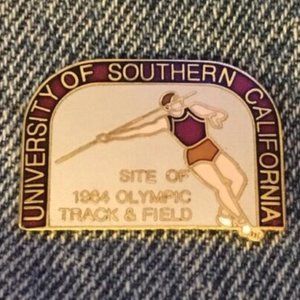 UNIVERSITY OF SOUTHERN CALIFORNIA
SITE OF
1984 OLYMPIC
TRACK & FIELD